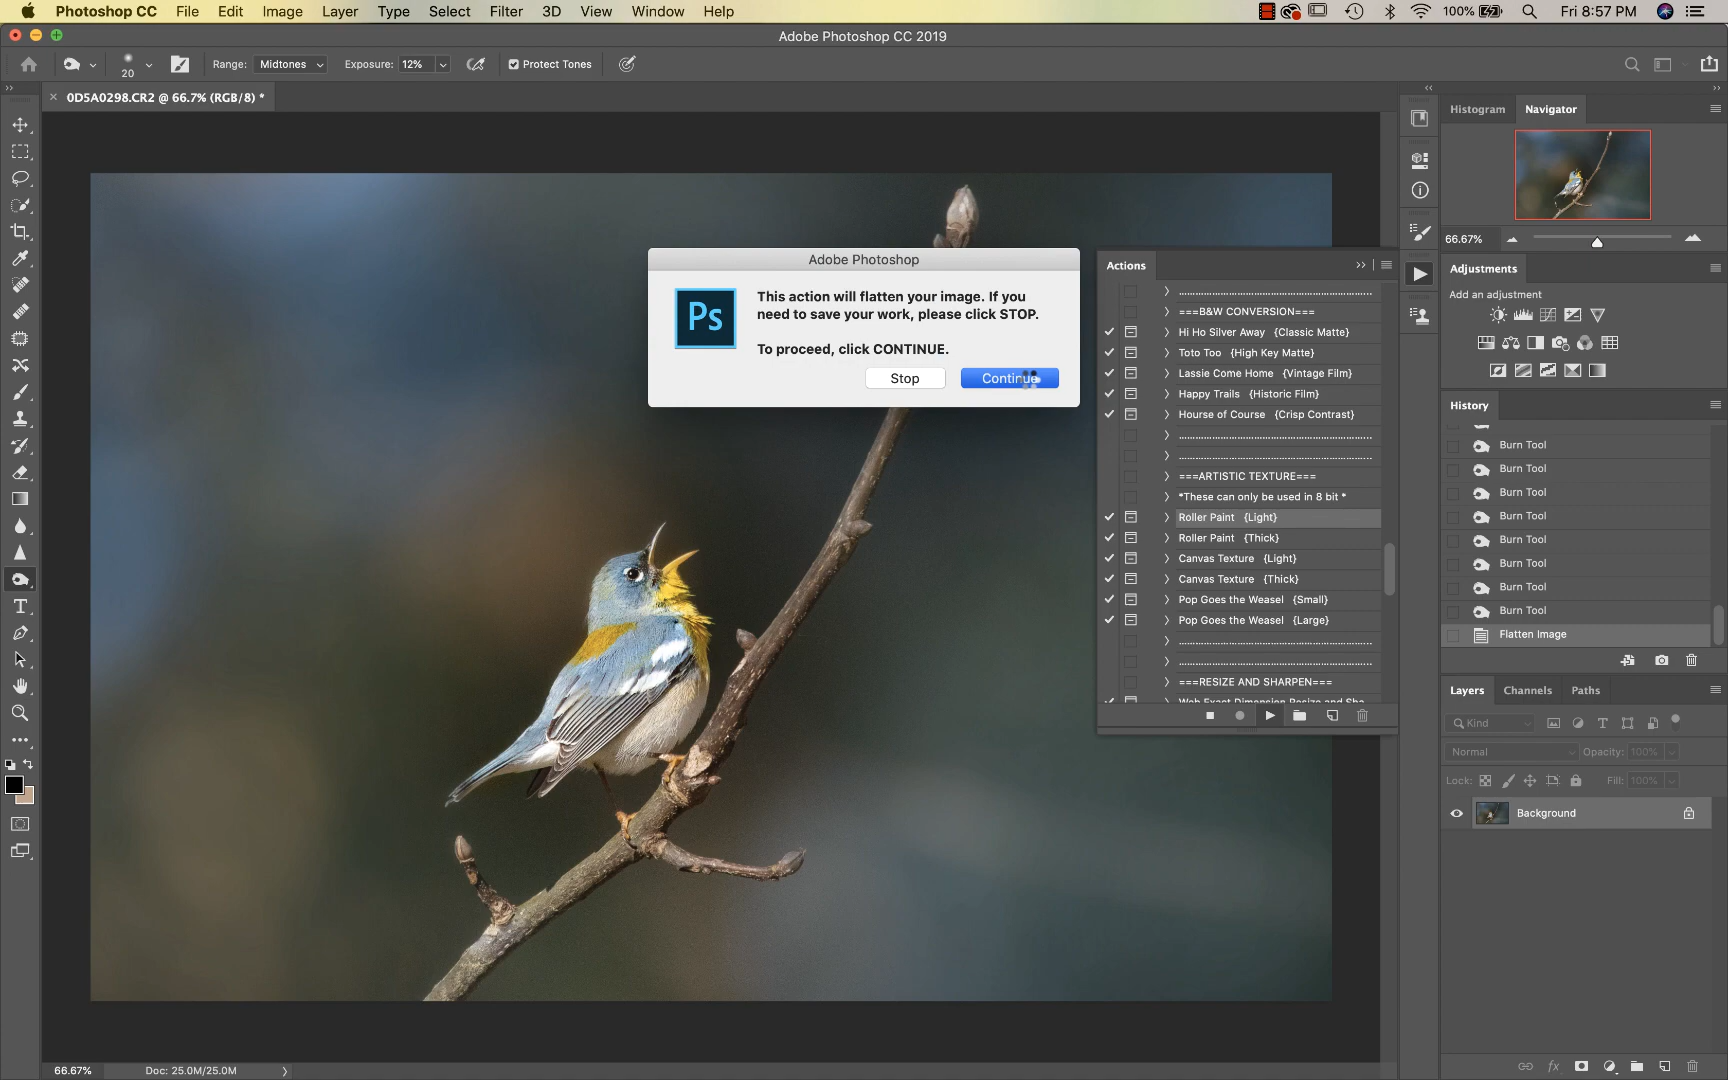 Photoshop CC File Edit Image Layer Type Select Filter 3D View Window Help 100% Fri 8:57 PM
Adobe Photoshop CC 2019
20 Range: Midtones Exposure: 12% Protect Tones
0D5A0298.CR2 @ 66.7% (RGB/8) *
Adobe Photoshop
Ps
This action will flatten your image. If you
need to save your work, please click STOP.
To proceed, click CONTINUE.
Stop Continue
Actions
===B&W CONVERSION===
Hi Ho Silver Away {Classic Matte}
Toto Too {High Key Matte}
Lassie Come Home {Vintage Film}
Happy Trails {Historic Film}
Hourse of Course {Crisp Contrast}
===ARTISTIC TEXTURE===
*These can only be used in 8 bit *
Roller Paint {Light}
Roller Paint {Thick}
Canvas Texture {Light}
Canvas Texture {Thick}
Pop Goes the Weasel {Small}
Pop Goes the Weasel {Large}
===RESIZE AND SHARPEN===
Web Exact Dimension Resize and Sha
Histogram Navigator
66.67%
Adjustments
Add an adjustment
History
Burn Tool
Burn Tool
Burn Tool
Burn Tool
Burn Tool
Burn Tool
Burn Tool
Burn Tool
Flatten Image
Layers Channels Paths
Kind
Normal Opacity: 100%
Lock: Fill: 100%
Background
fx
66.67% Doc: 25.0M/25.0M